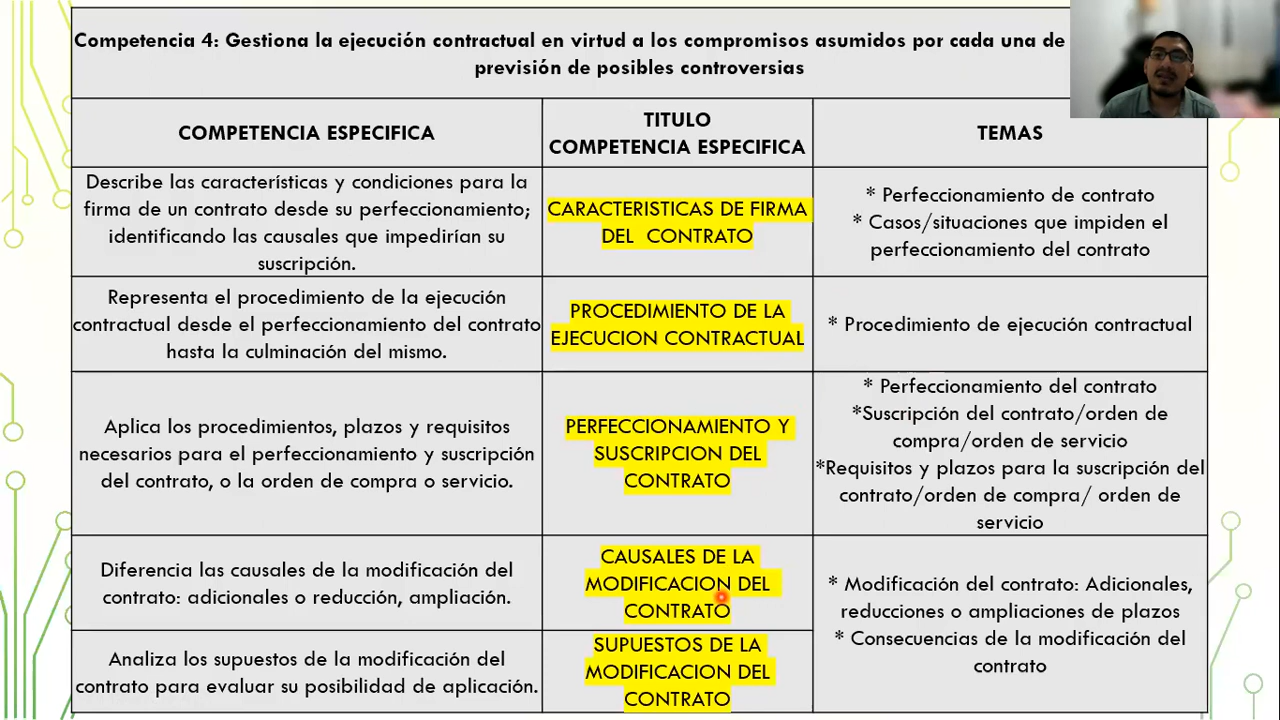 Competencia 4: Gestiona la ejecución contractual en virtud a los compromisos asumidos por cada una de
previsión de posibles controversias
COMPETENCIA ESPECIFICA
TITULO
COMPETENCIA ESPECIFICA
TEMAS
Describe las características y condiciones para la
firma de un contrato desde su perfeccionamiento;
identificando las causales que impedirían su
suscripción.
CARACTERISTICAS DE FIRMA
DEL CONTRATO
* Perfeccionamiento de contrato
* Casos/situaciones que impiden el
perfeccionamiento del contrato
Representa el procedimiento de la ejecución
contractual desde el perfeccionamiento del contrato
hasta la culminación del mismo.
PROCEDIMIENTO DE LA
EJECUCION CONTRACTUAL
* Procedimiento de ejecución contractual
Aplica los procedimientos, plazos y requisitos
necesarios para el perfeccionamiento y suscripción
del contrato, o la orden de compra o servicio.
PERFECCIONAMIENTO Y
SUSCRIPCION DEL
CONTRATO
* Perfeccionamiento del contrato
*Suscripción del contrato/orden de
compra/orden de servicio
*Requisitos y plazos para la suscripción del
contrato/orden de compra/ orden de
servicio
Diferencia las causales de la modificación del
contrato: adicionales o reducción, ampliación.
CAUSALES DE LA
MODIFICACION DEL
CONTRATO
* Modificación del contrato: Adicionales,
reducciones o ampliaciones de plazos
* Consecuencias de la modificación del
contrato
Analiza los supuestos de la modificación del
contrato para evaluar su posibilidad de aplicación.
SUPUESTOS DE LA
MODIFICACION DEL
CONTRATO